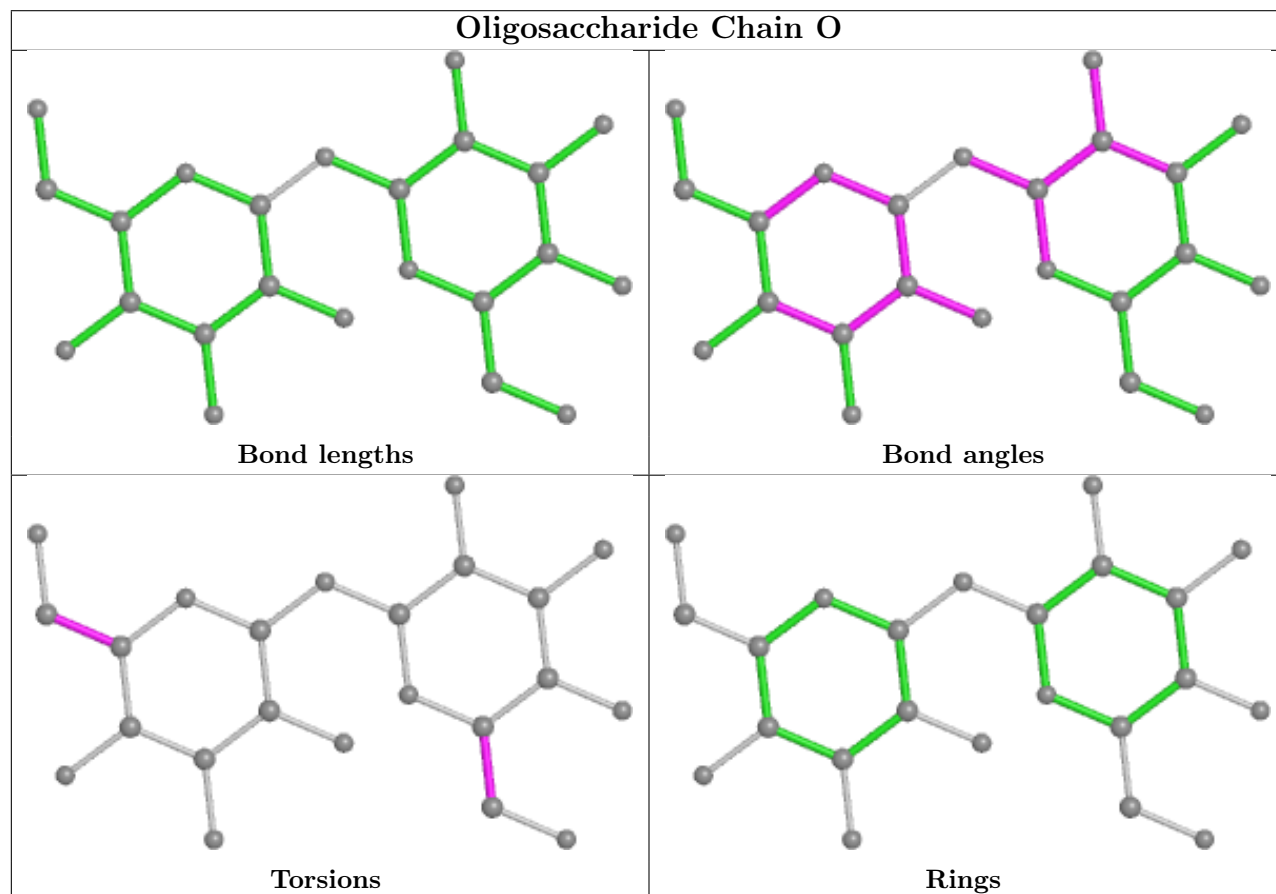 Oligosaccharide Chain O
Bond lengths
Bond angles
Torsions
Rings